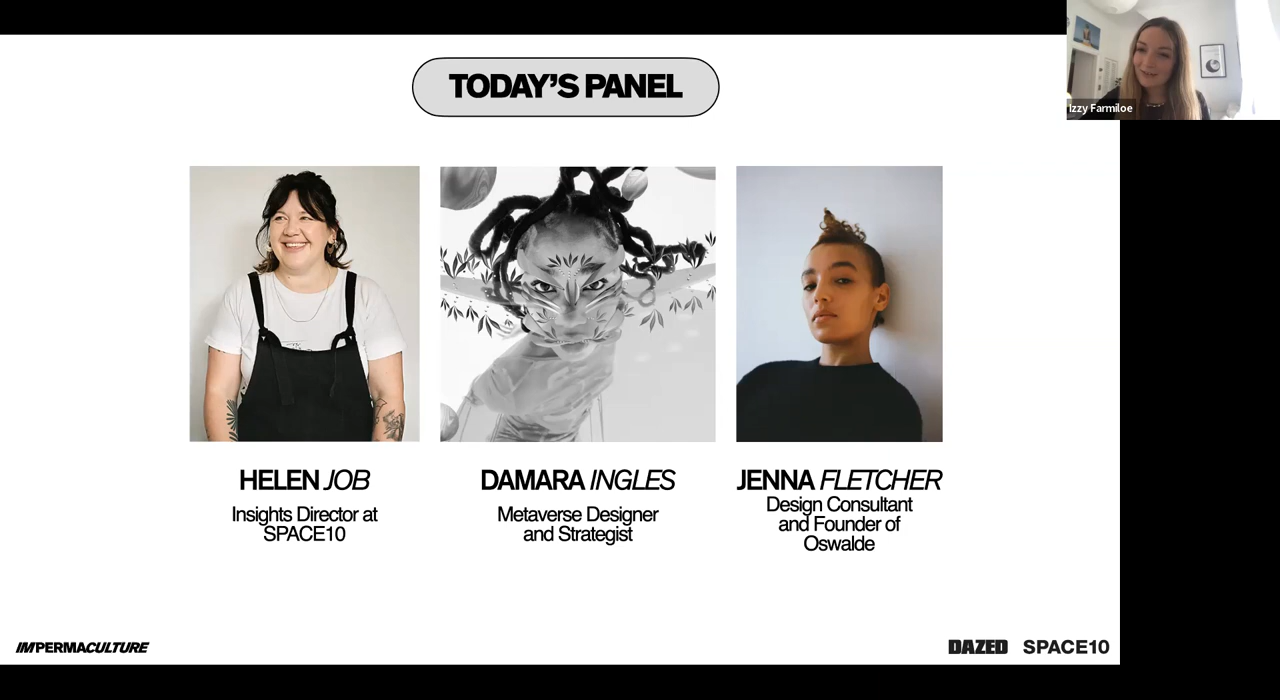 TODAY'S PANEL
Izzy Farmiloe
HELEN JOB
Insights Director at
SPACE10
DAMARA INGLES
Metaverse Designer
and Strategist
JENNA FLETCHER
Design Consultant
and Founder of
Oswalde
IMPERMACULTURE
DAZED SPACE10